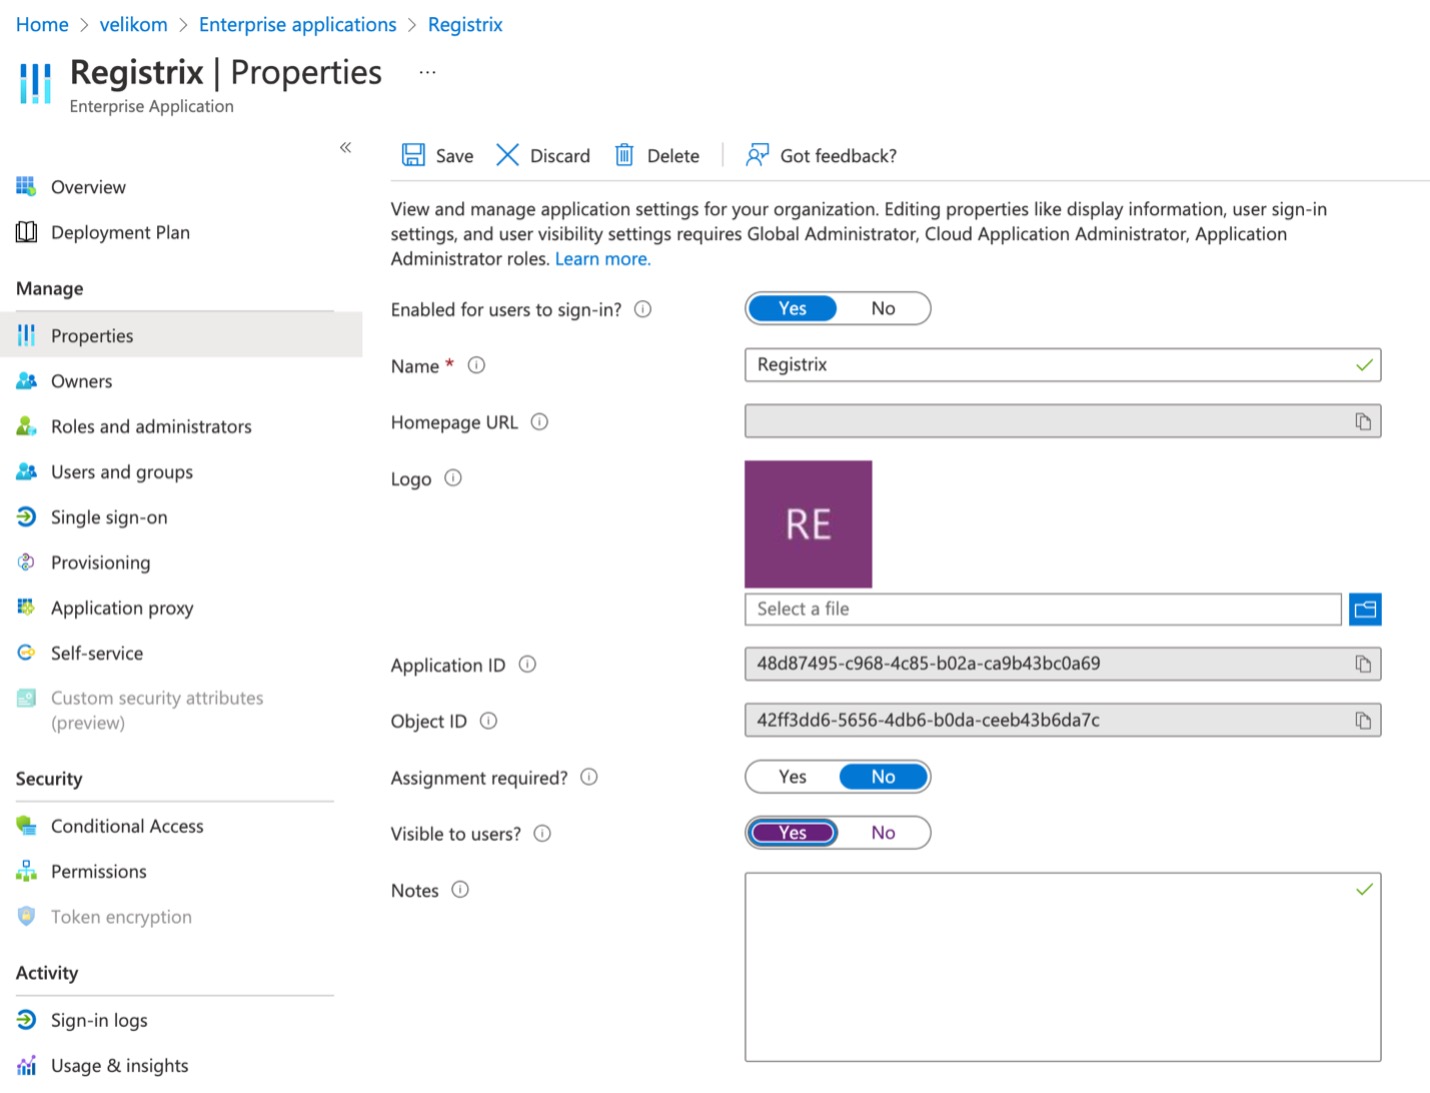 Home > velikom > Enterprise applications > Registrix
Registrix | Properties ...
Enterprise Application
«
Overview
Deployment Plan
Manage
Properties
Owners
Roles and administrators
Users and groups
Single sign-on
Provisioning
Application proxy
Self-service
Custom security attributes
(preview)
Security
Conditional Access
Permissions
Token encryption
Activity
Sign-in logs
Usage & insights
Save Discard Delete | Got feedback?
View and manage application settings for your organization. Editing properties like display information, user sign-in
settings, and user visibility settings requires Global Administrator, Cloud Application Administrator, Application
Administrator roles. Learn more.
Enabled for users to sign-in? Yes No
Name * Registrix
Homepage URL
Logo
RE
Select a file
Application ID 48d87495-c968-4c85-b02a-ca9b43bc0a69
Object ID 42ff3dd6-5656-4db6-b0da-ceeb43b6da7c
Assignment required? Yes No
Visible to users? Yes No
Notes